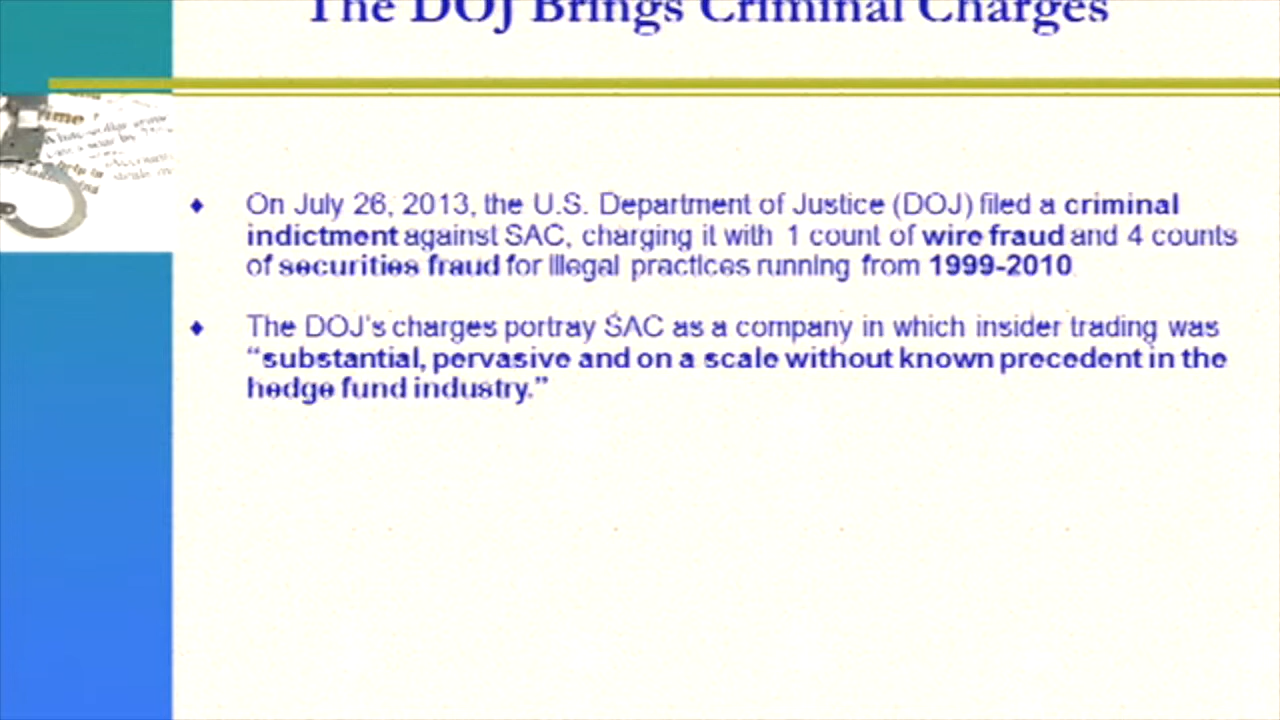 The DOJ Brings Criminal Charges
ime
help in
On July 26, 2013, the U.S. Department of Justice (DOJ) filed a criminal
indictment against SAC, charging it with 1 count of wire fraud and 4 counts
of securities fraud for illegal practices running from 1999-2010
The DOJ's charges portray SAC as a company in which insider trading was
“substantial, pervasive and on a scale without known precedent in the
hedge fund industry.”